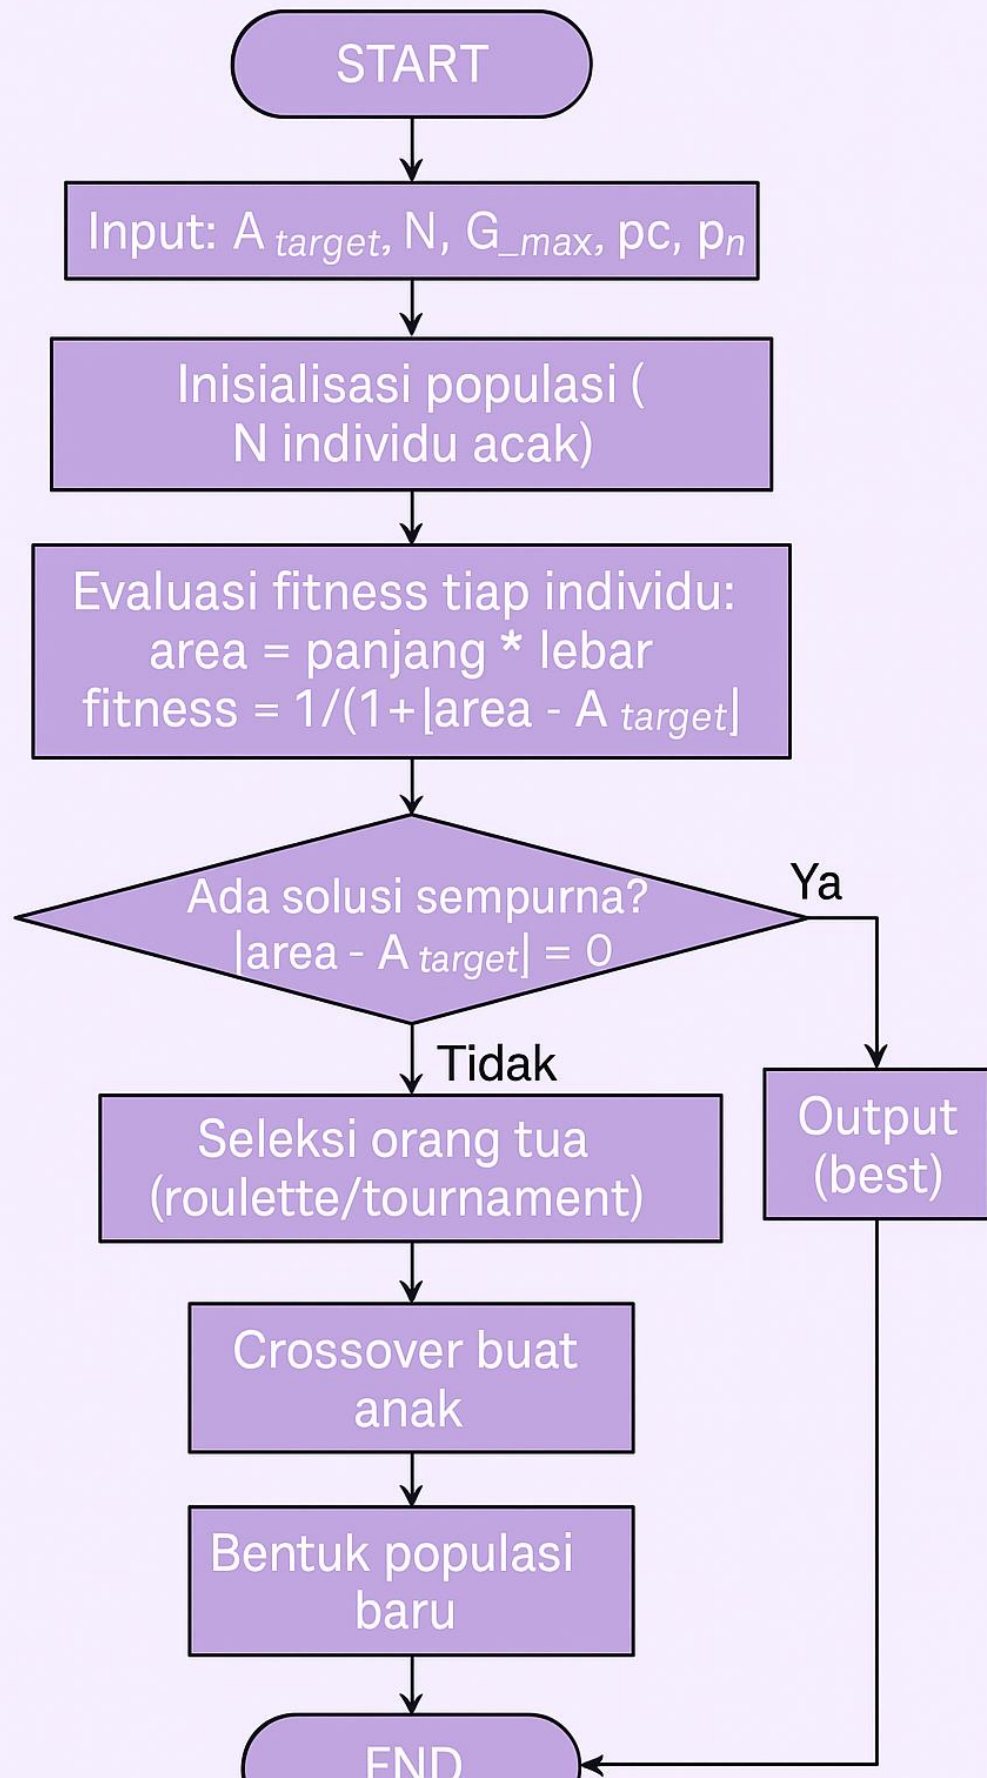 START
Input: A target, N, G_max, pc, pn
Inisialisasi populasi (
N individu acak)
Evaluasi fitness tiap individu:
area = panjang * lebar
fitness = 1/(1+⌊area - A target⌋
Ada solusi sempurna?
⌊area - A target⌋ = 0
Ya
Tidak
Seleksi orang tua
(roulette/tournament)
Output
(best)
Crossover buat
anak
Bentuk populasi
baru
END